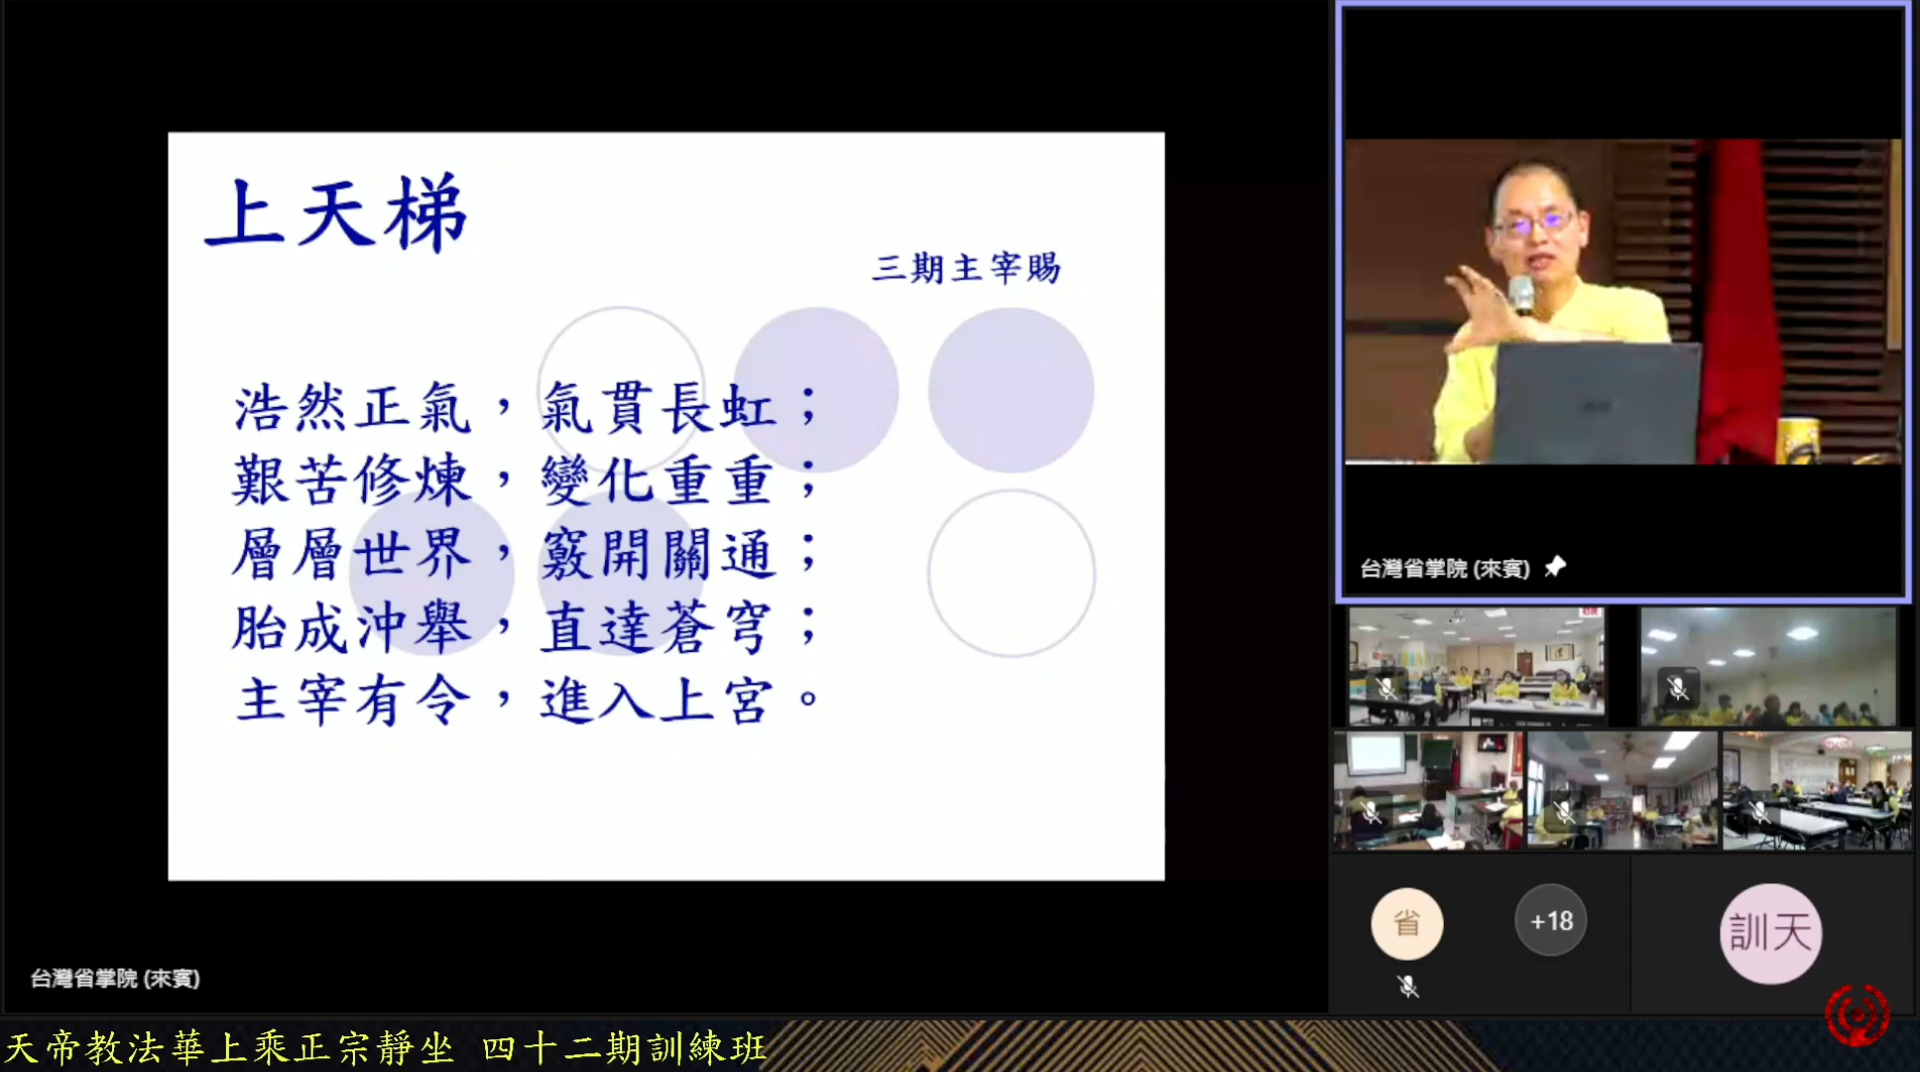 上天梯
三期主宰賜
浩然正氣，氣貫長虹；
艱苦修煉，變化重重；
層層世界，竅開關通；
胎成沖舉，直達蒼穹；
主宰有令，進入上宮。
台灣省掌院 (來賓)
台灣省掌院 (來賓)
省
+18
訓天
天帝教法華上乘正宗靜坐 四十二期訓練班